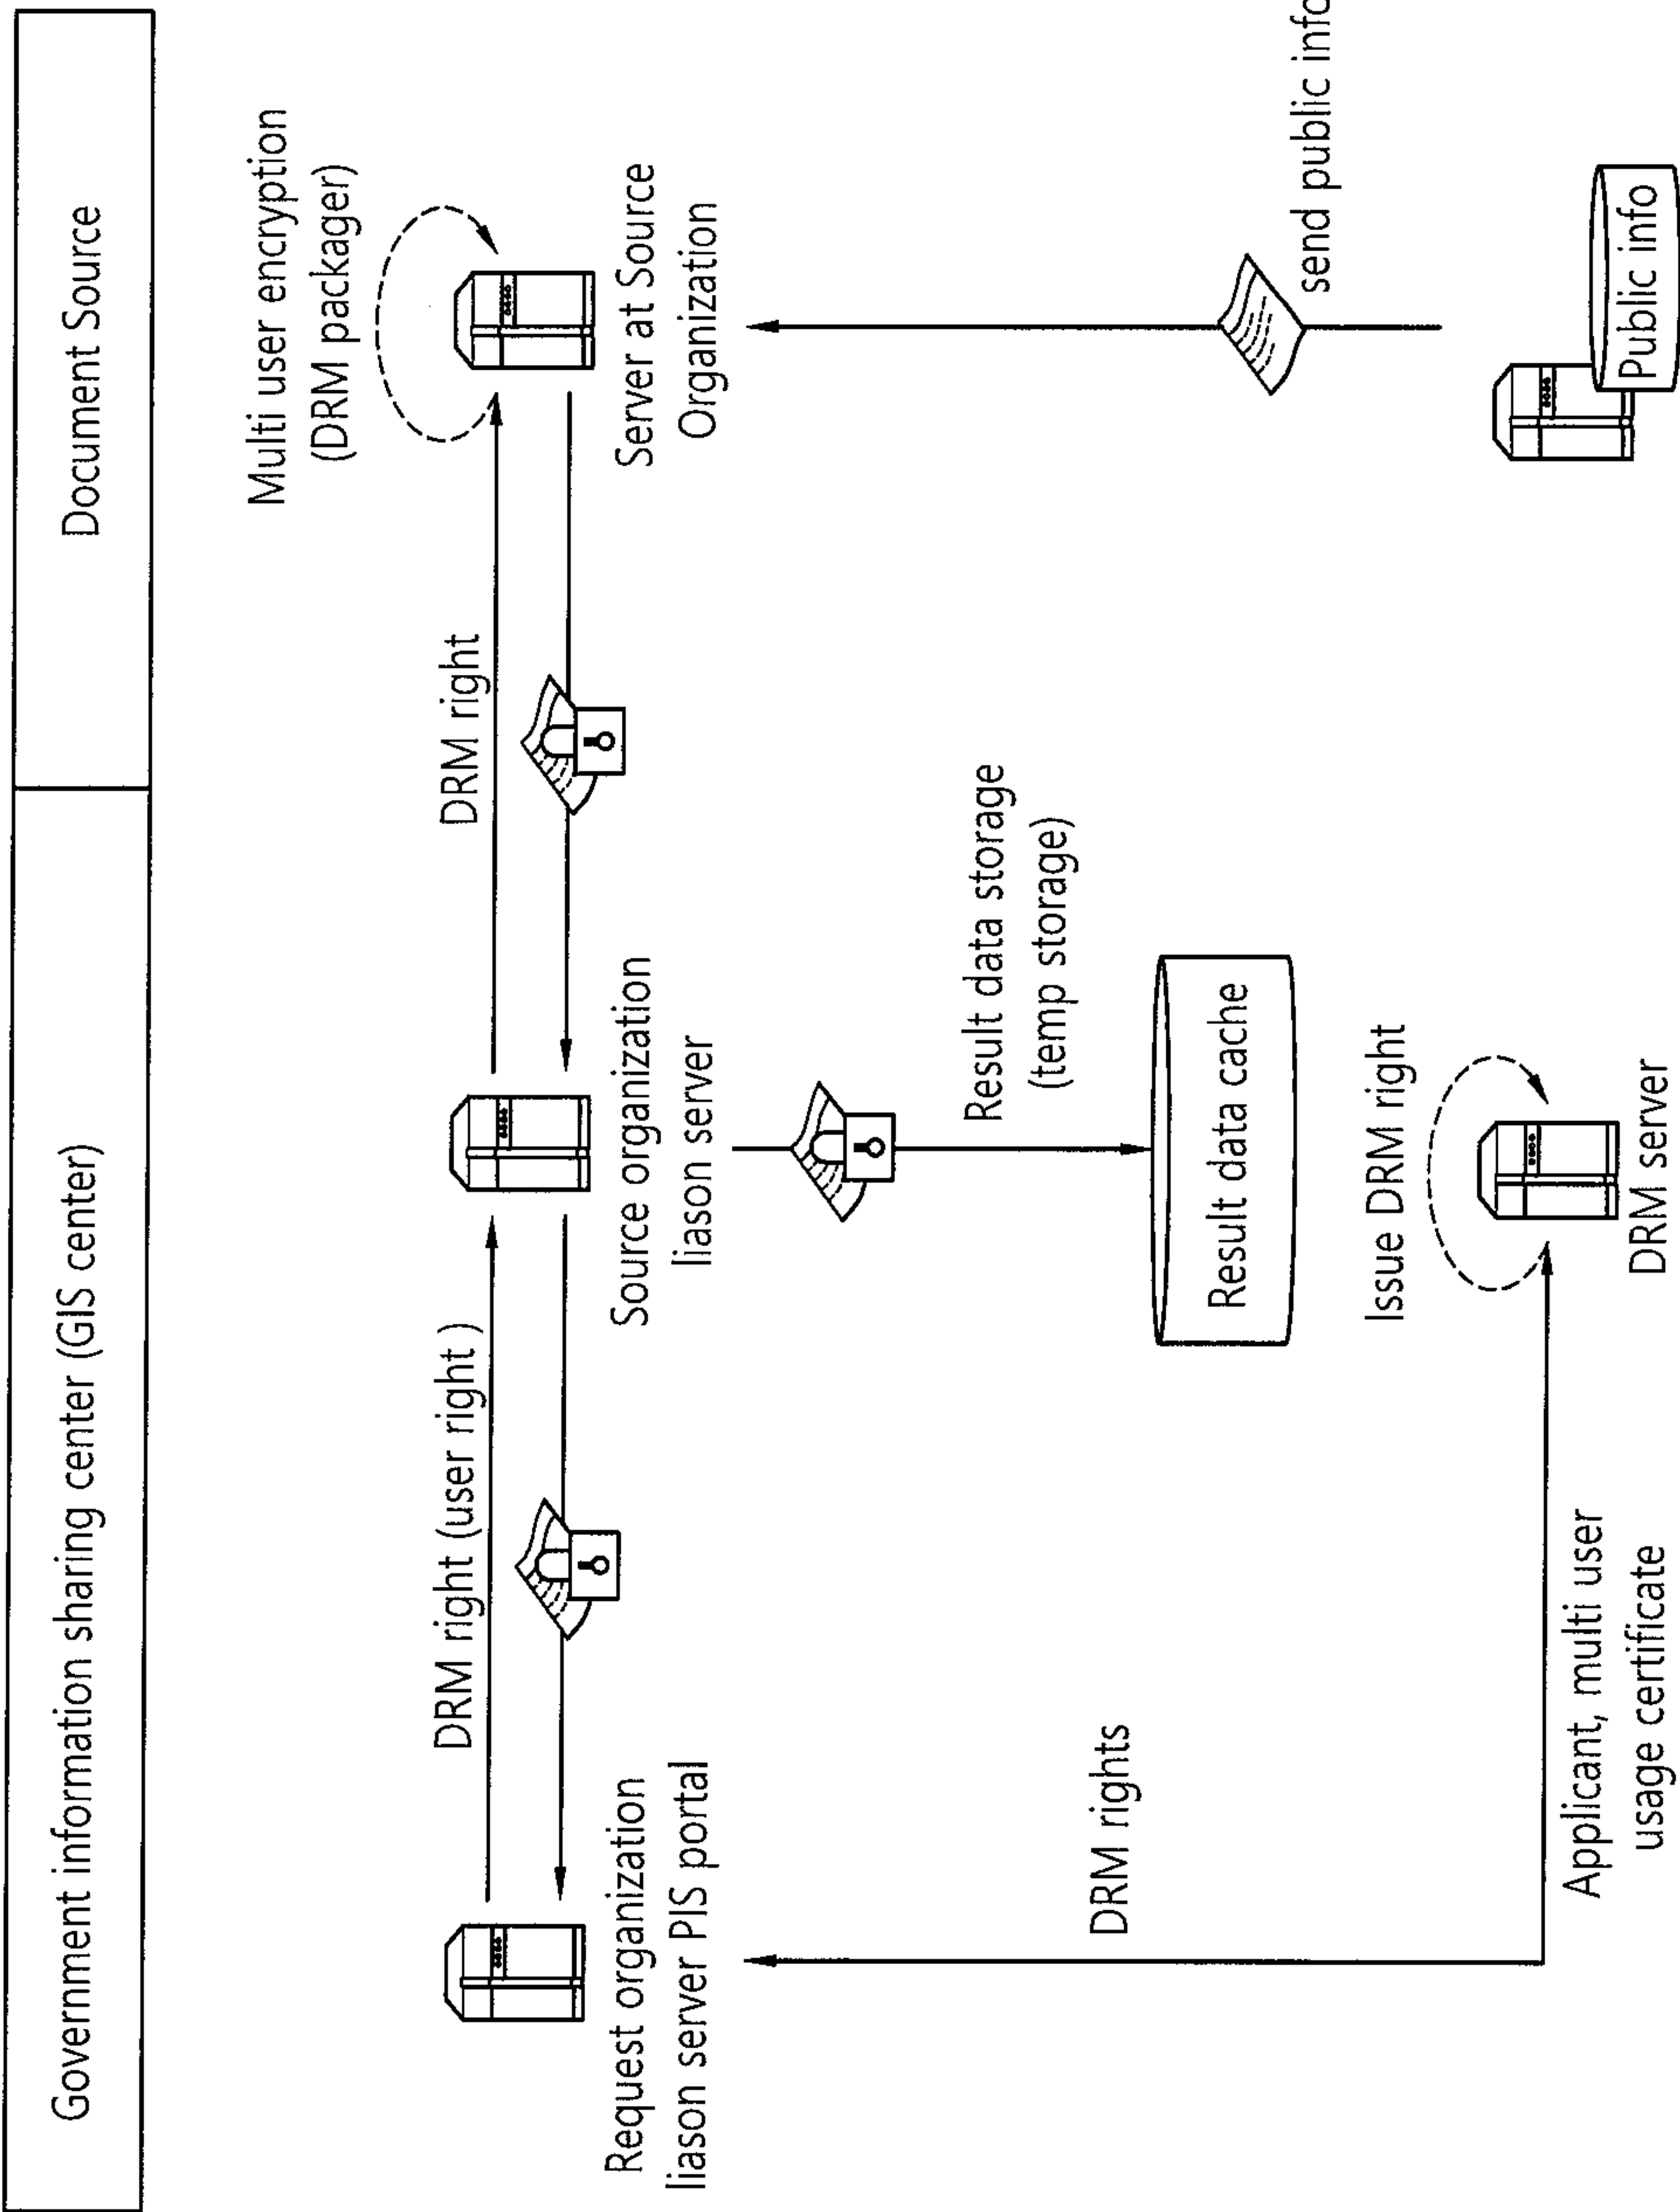 Government information sharing center (GIS center)
Document Source
Multi user encryption
(DRM packager)
DRM right (user right )
DRM right
Request organization
liason server PIS portal
Source organization
liason server
Server at Source
Organization
Result data storage
(temp storage)
DRM rights
Result data cache
send public info
Issue DRM right
Applicant, multi user
usage certificate
DRM server
Public info